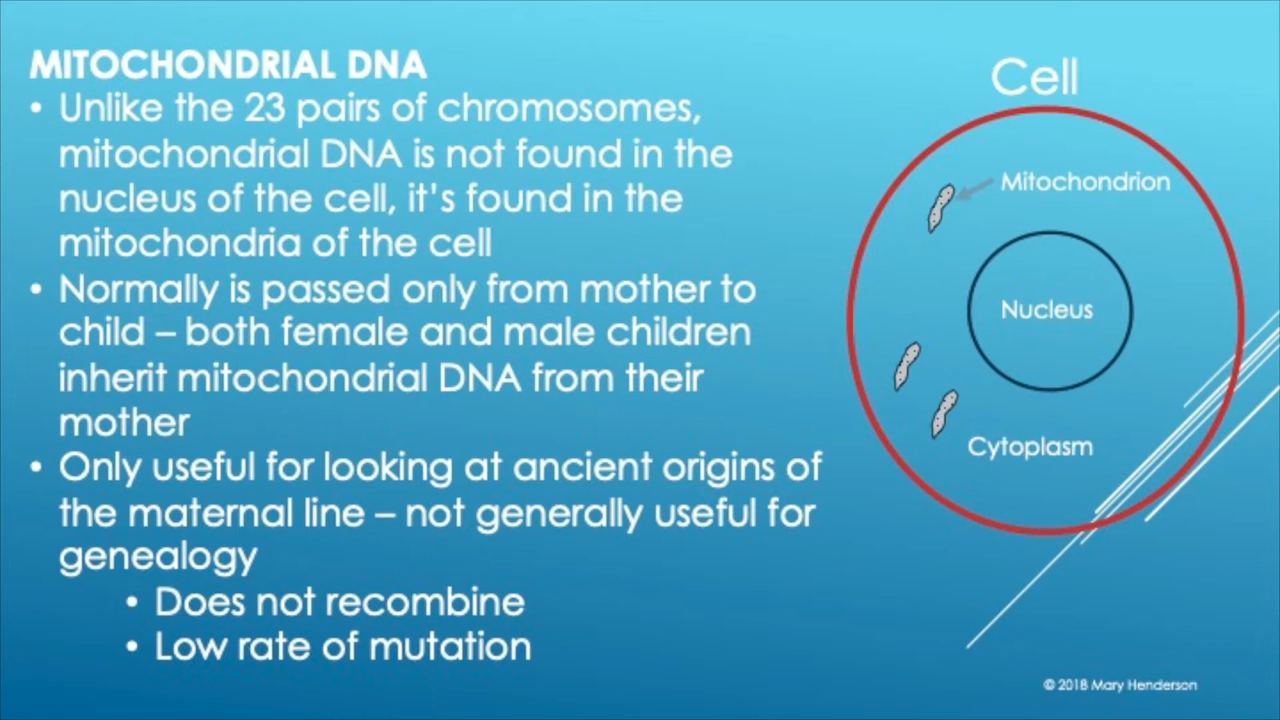 MITOCHONDRIAL DNA
• Unlike the 23 pairs of chromosomes,
mitochondrial DNA is not found in the
nucleus of the cell, it's found in the
mitochondria of the cell
• Normally is passed only from mother to
child – both female and male children
inherit mitochondrial DNA from their
mother
• Only useful for looking at ancient origins of
the maternal line – not generally useful for
genealogy
• Does not recombine
• Low rate of mutation
Cell
Mitochondrion
Nucleus
Cytoplasm
© 2018 Mary Henderson